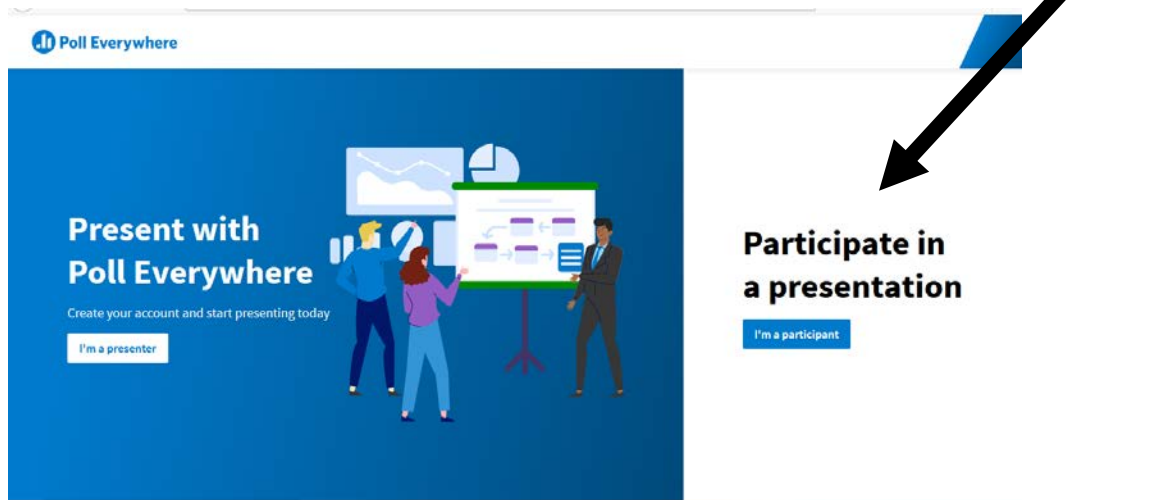 Poll Everywhere
Present with
Poll Everywhere
Create your account and start presenting today
I'm a presenter
Participate in
a presentation
I'm a participant